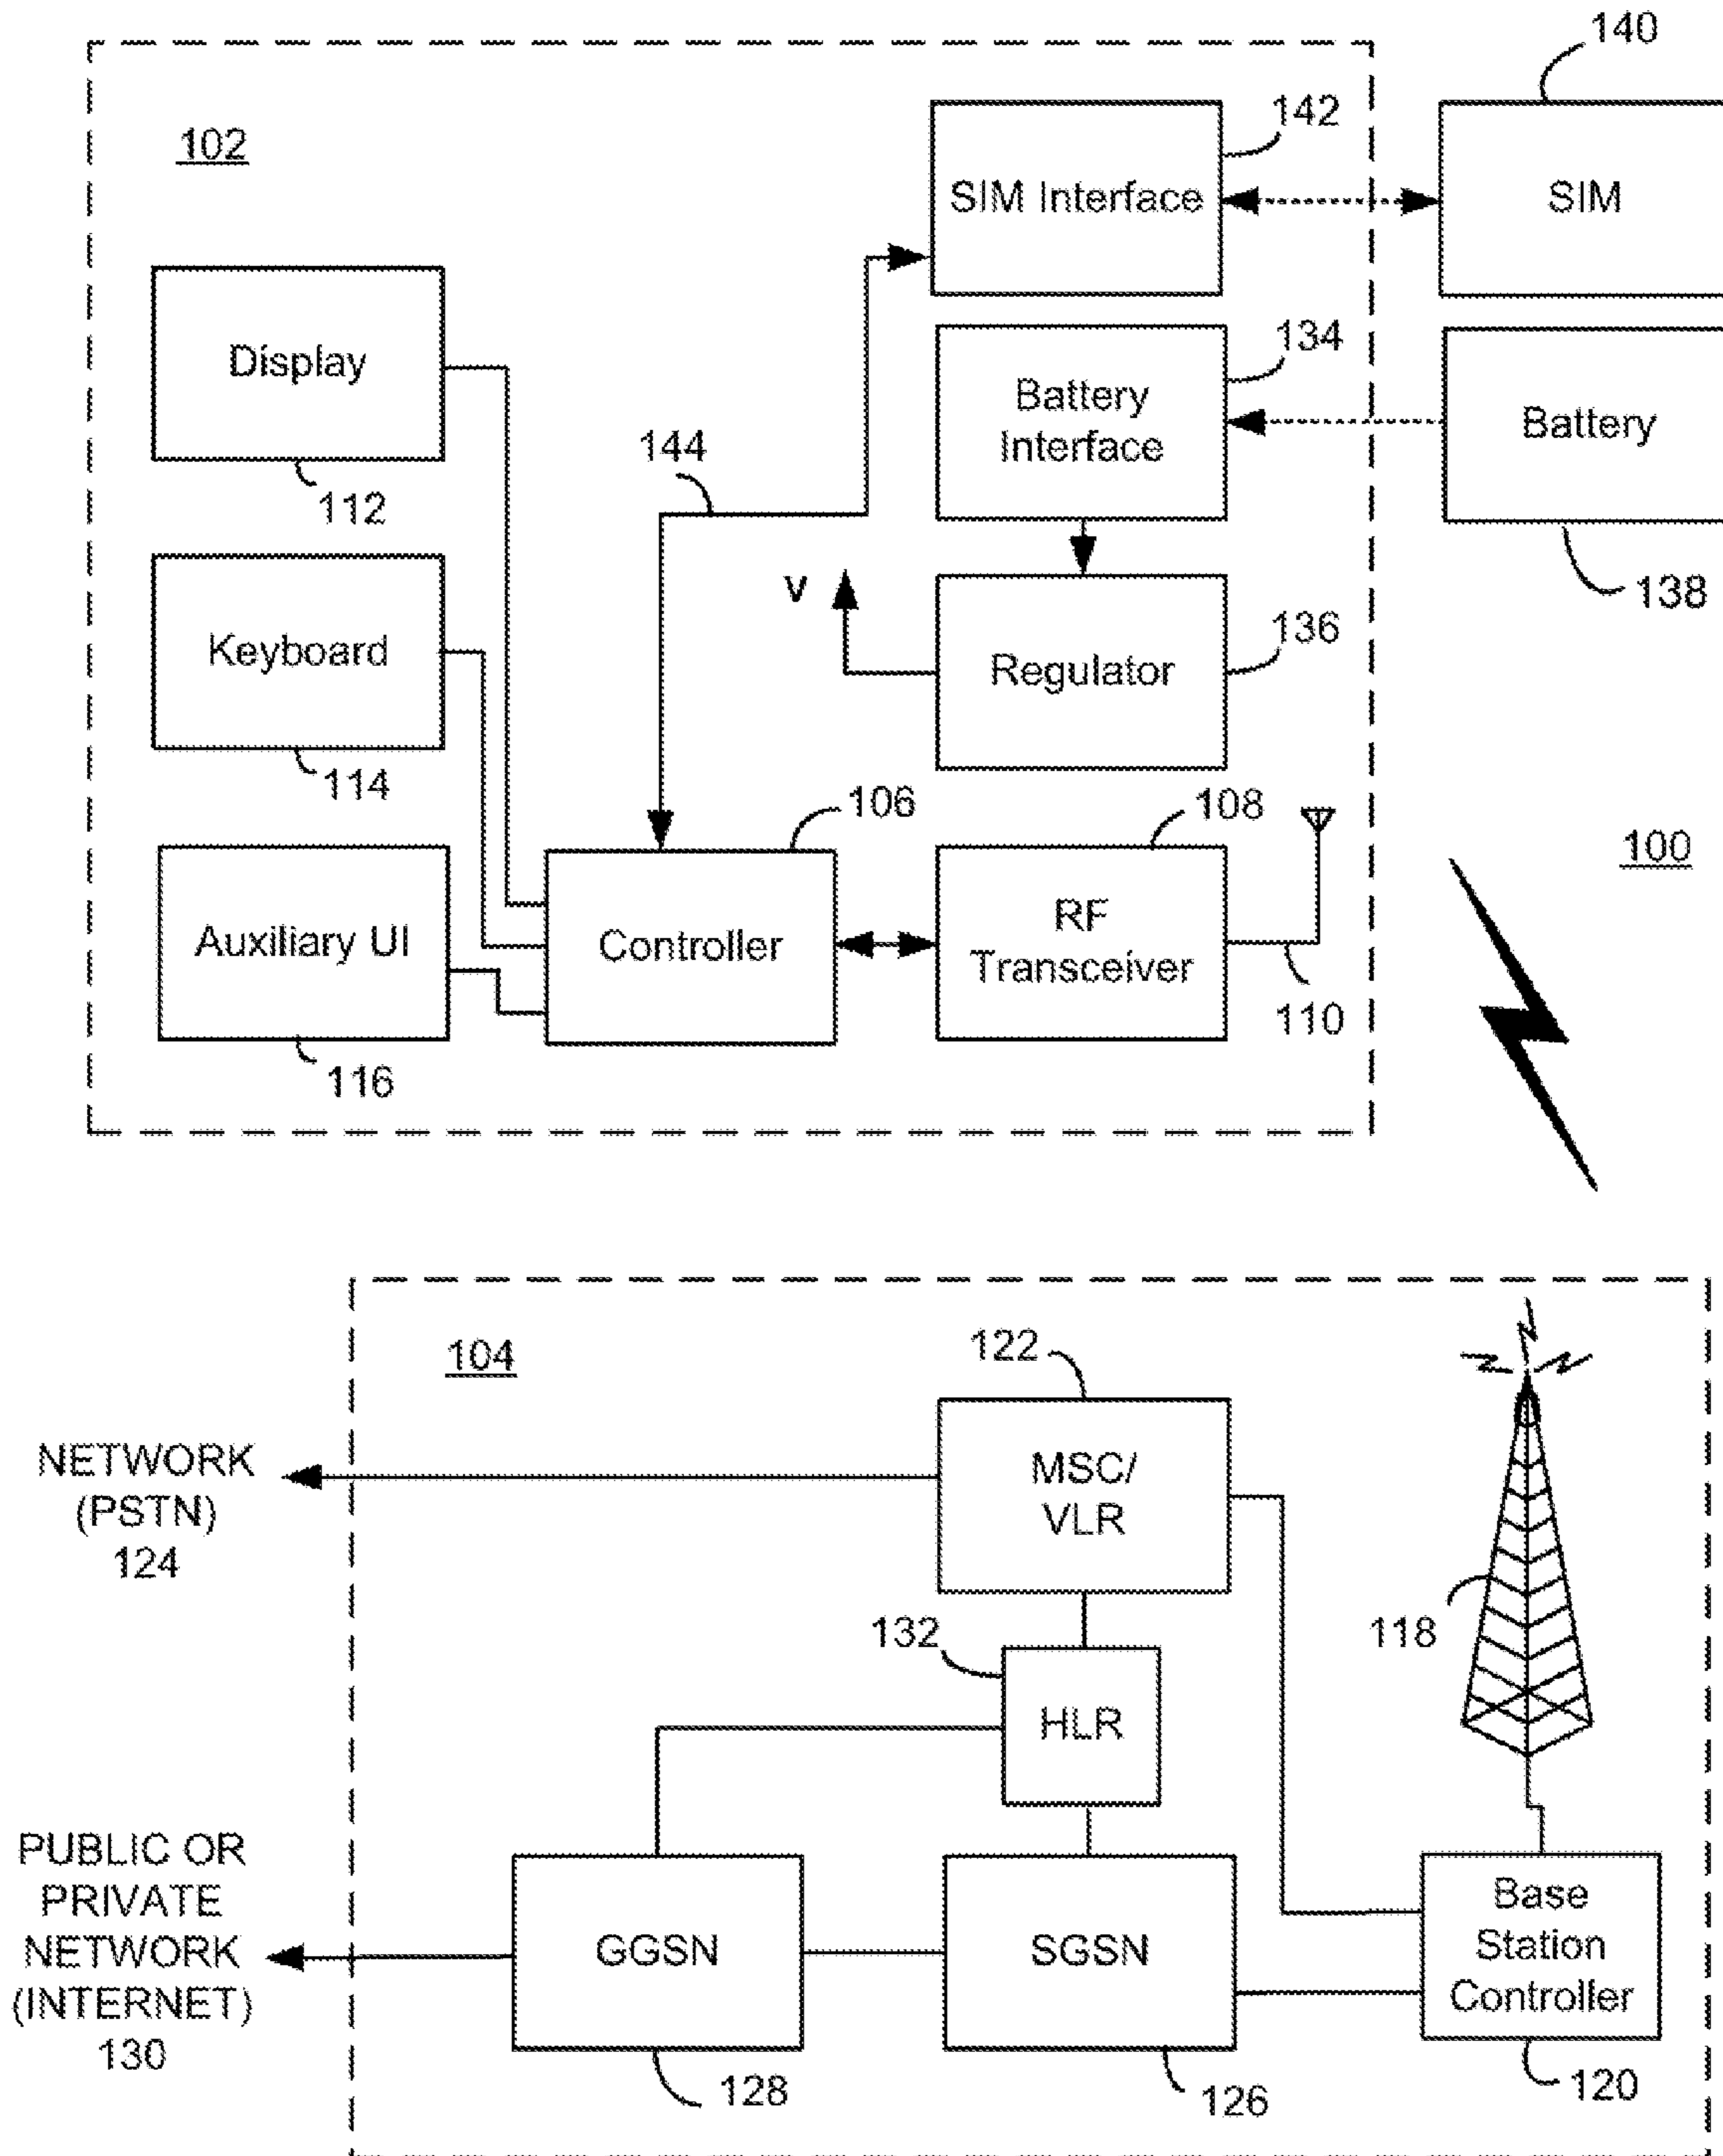 140
142
102
SIM Interface
SIM
134
Display
Battery
Interface
Battery
144
112
138
V
136
Keyboard
Regulator
114
106
108
100
RF
Transceiver
Auxiliary UI
Controller
110
116
104
122
NETWORK
(PSTN)
124
MSC/
VLR
118
132
HLR
PUBLIC OR
PRIVATE
NETWORK
(INTERNET)
130
GGSN
SGSN
Base
Station
Controller
128
126
120